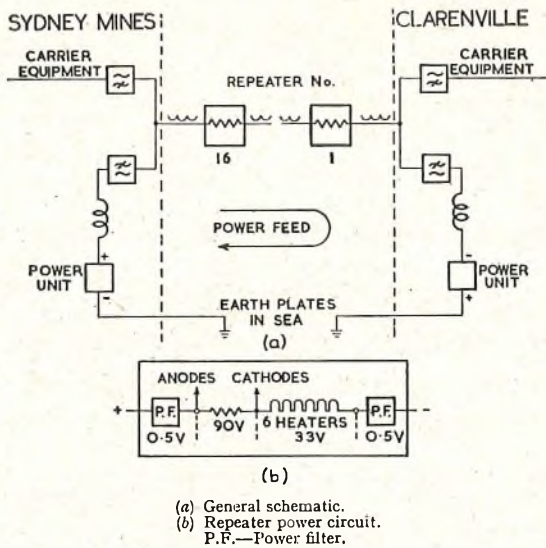 SYDNEY MINES
CLARENVILLE
CARRIER
EQUIPMENT
CARRIER
EQUIPMENT
REPEATER No.
16
1
POWER FEED
+
POWER
UNIT
-
-
POWER
UNIT
+
EARTH PLATES
IN SEA
(a)
ANODES CATHODES
+ P.F. P.F. -
0·5V
90V
6 HEATERS
33V
0·5V
(b)
(a) General schematic.
(b) Repeater power circuit.
P.F.—Power filter.